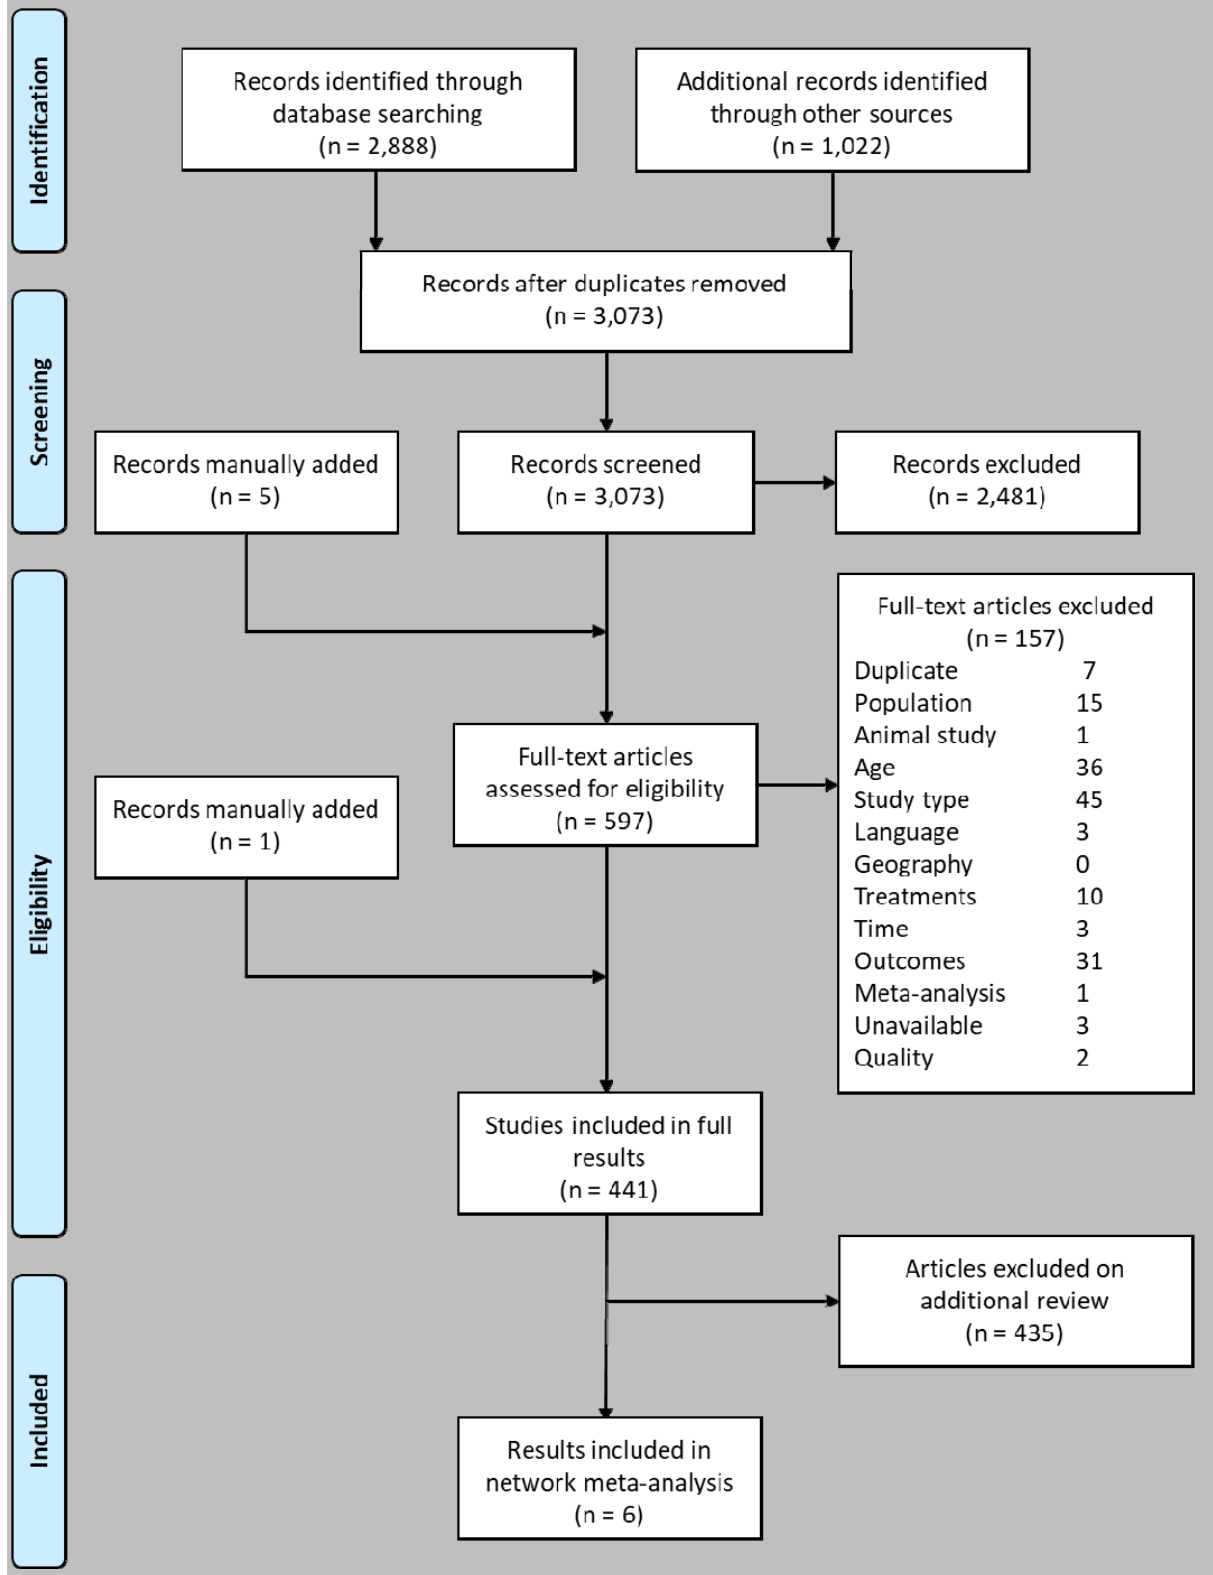 Identification
Records identified through
database searching
(n = 2,888)
Additional records identified
through other sources
(n = 1,022)
Records after duplicates removed
(n = 3,073)
Screening
Records manually added
(n = 5)
Records screened
(n = 3,073)
Records excluded
(n = 2,481)
Eligibility
Full-text articles
assessed for eligibility
(n = 597)
Full-text articles excluded
(n = 157)
Duplicate 7
Population 15
Animal study 1
Age 36
Study type 45
Language 3
Geography 0
Treatments 10
Time 3
Outcomes 31
Meta-analysis 1
Unavailable 3
Quality 2
Records manually added
(n = 1)
Studies included in full
results
(n = 441)
Articles excluded on
additional review
(n = 435)
Included
Results included in
network meta-analysis
(n = 6)